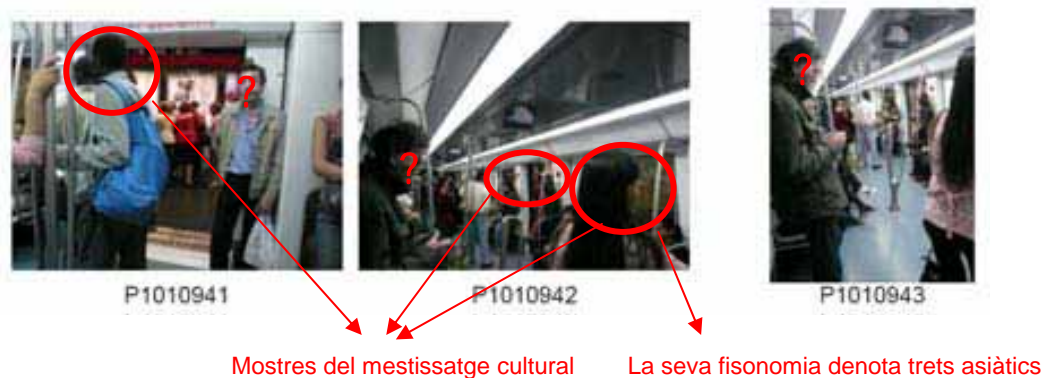 ?
?
?
P1010941
P1010942
P1010943
Mostres del mestissatge cultural
La seva fisonomia denota trets asiàtics